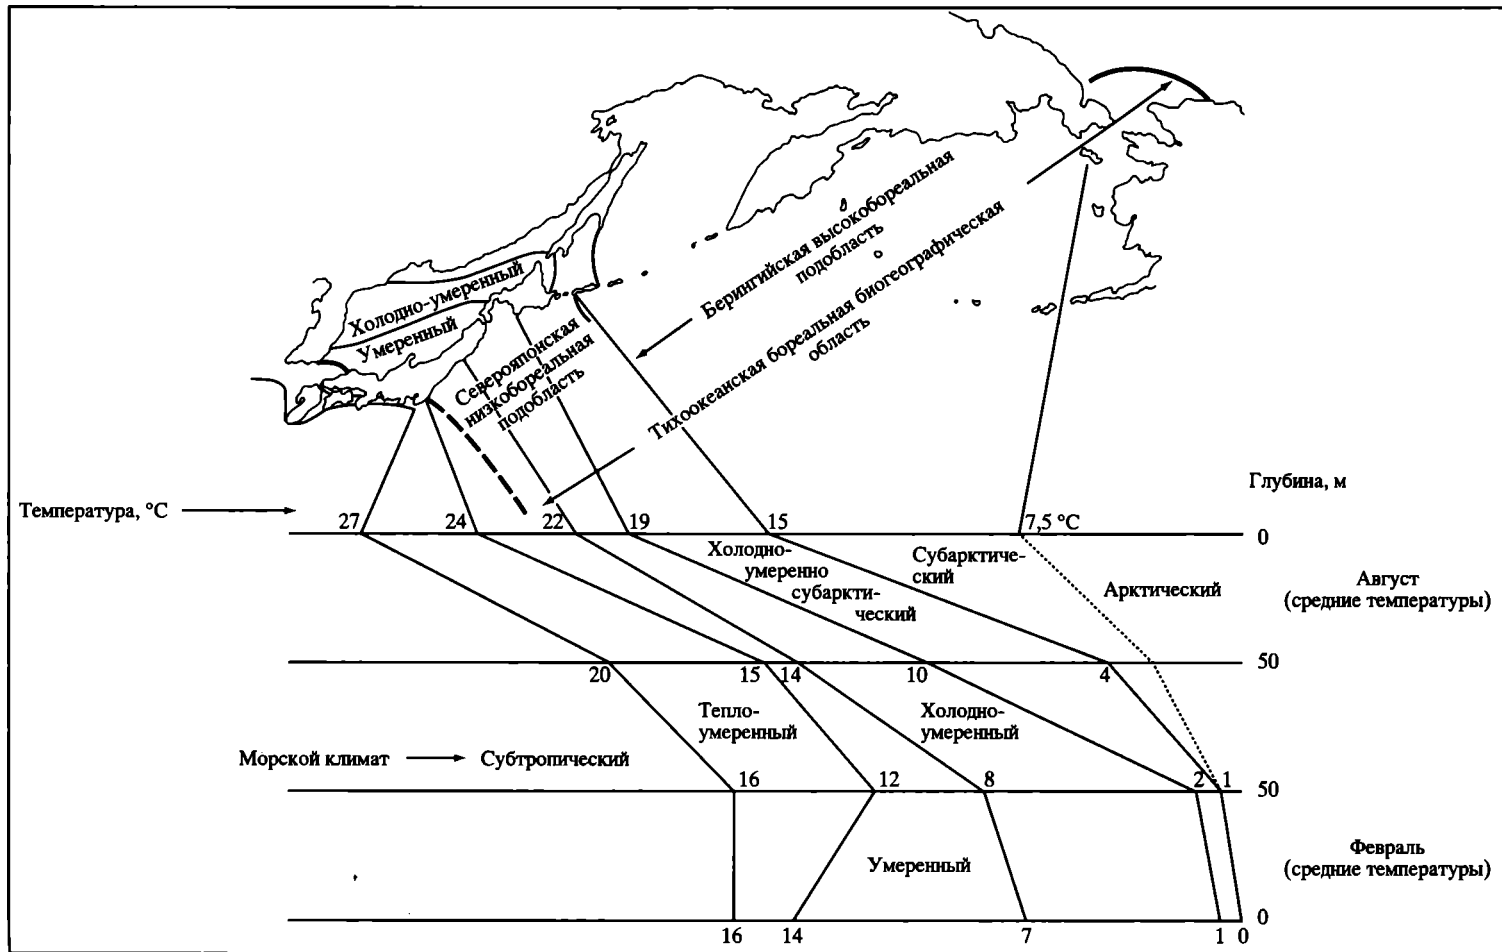 Берингийская высокобореальная
подобласть
Тихоокеанская бореальная биогеографическая
область
Холодно-умеренный
Умеренный
Северояпонская
низкобореальная
подобласть
Глубина, м
Температура, °C
27 24 22 19 15 7,5 °C
0
Холодно-
умеренно
субаркти-
ческий
Субарктиче-
ский
Арктический
Август
(средние температуры)
20 15 14 10 4 50
Тепло-
умеренный
Холодно-
умеренный
Морской климат
Субтропический
16 12 8 2 1 50
Умеренный
Февраль
(средние температуры)
0
16 14 7 1 0